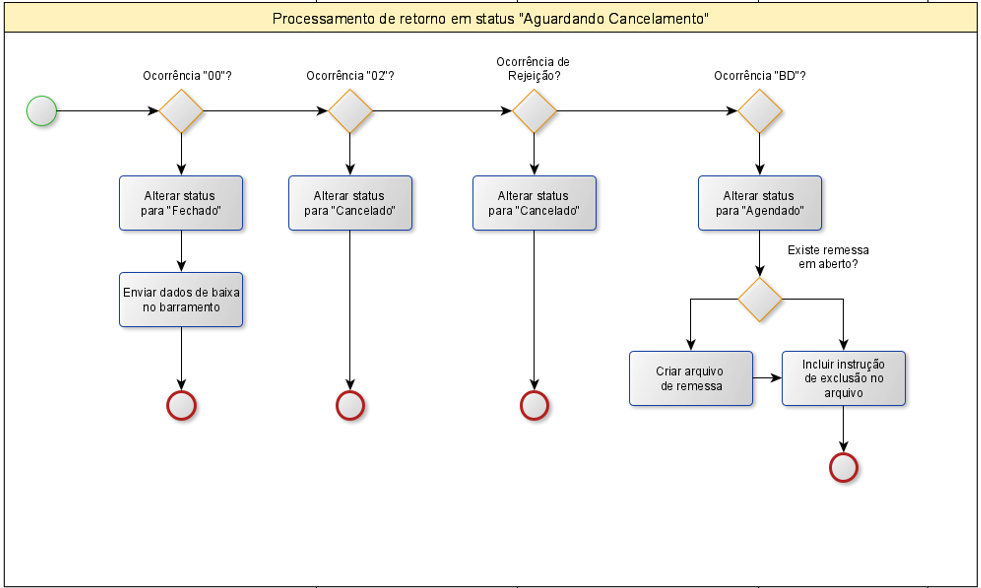 Processamento de retorno em status "Aguardando Cancelamento"
Ocorrência "00"?
Ocorrência "02"?
Ocorrência de
Rejeição?
Ocorrência "BD"?
Alterar status
para "Fechado"
Alterar status
para "Cancelado"
Alterar status
para "Cancelado"
Alterar status
para "Agendado"
Existe remessa
em aberto?
Enviar dados de baixa
no barramento
Criar arquivo
de remessa
Incluir instrução
de exclusão no
arquivo